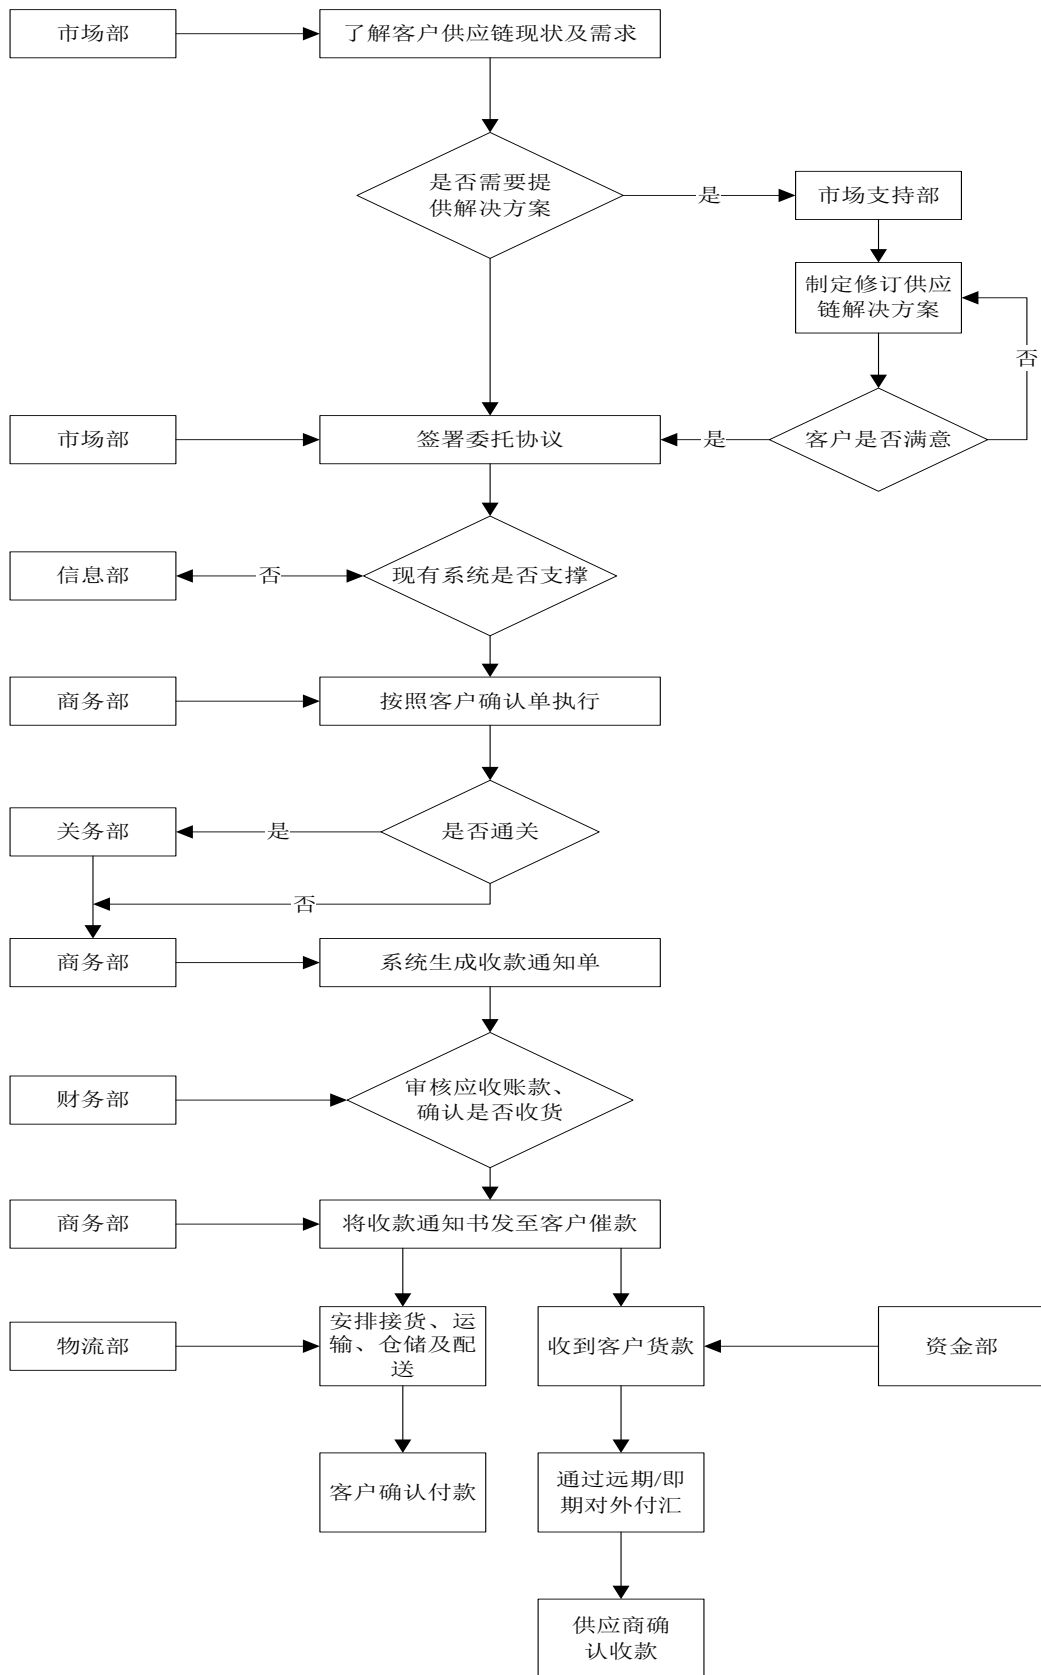 市场部
了解客户供应链现状及需求
是否需要提
供解决方案
是
市场支持部
制定修订供应
链解决方案
否
市场部
签署委托协议
是
客户是否满意
信息部
否
现有系统是否支撑
商务部
按照客户确认单执行
关务部
是
是否通关
否
商务部
系统生成收款通知单
财务部
审核应收账款、
确认是否收货
商务部
将收款通知书发至客户催款
物流部
安排接货、运
输、仓储及配
送
收到客户货款
资金部
客户确认付款
通过远期/即
期对外付汇
供应商确
认收款